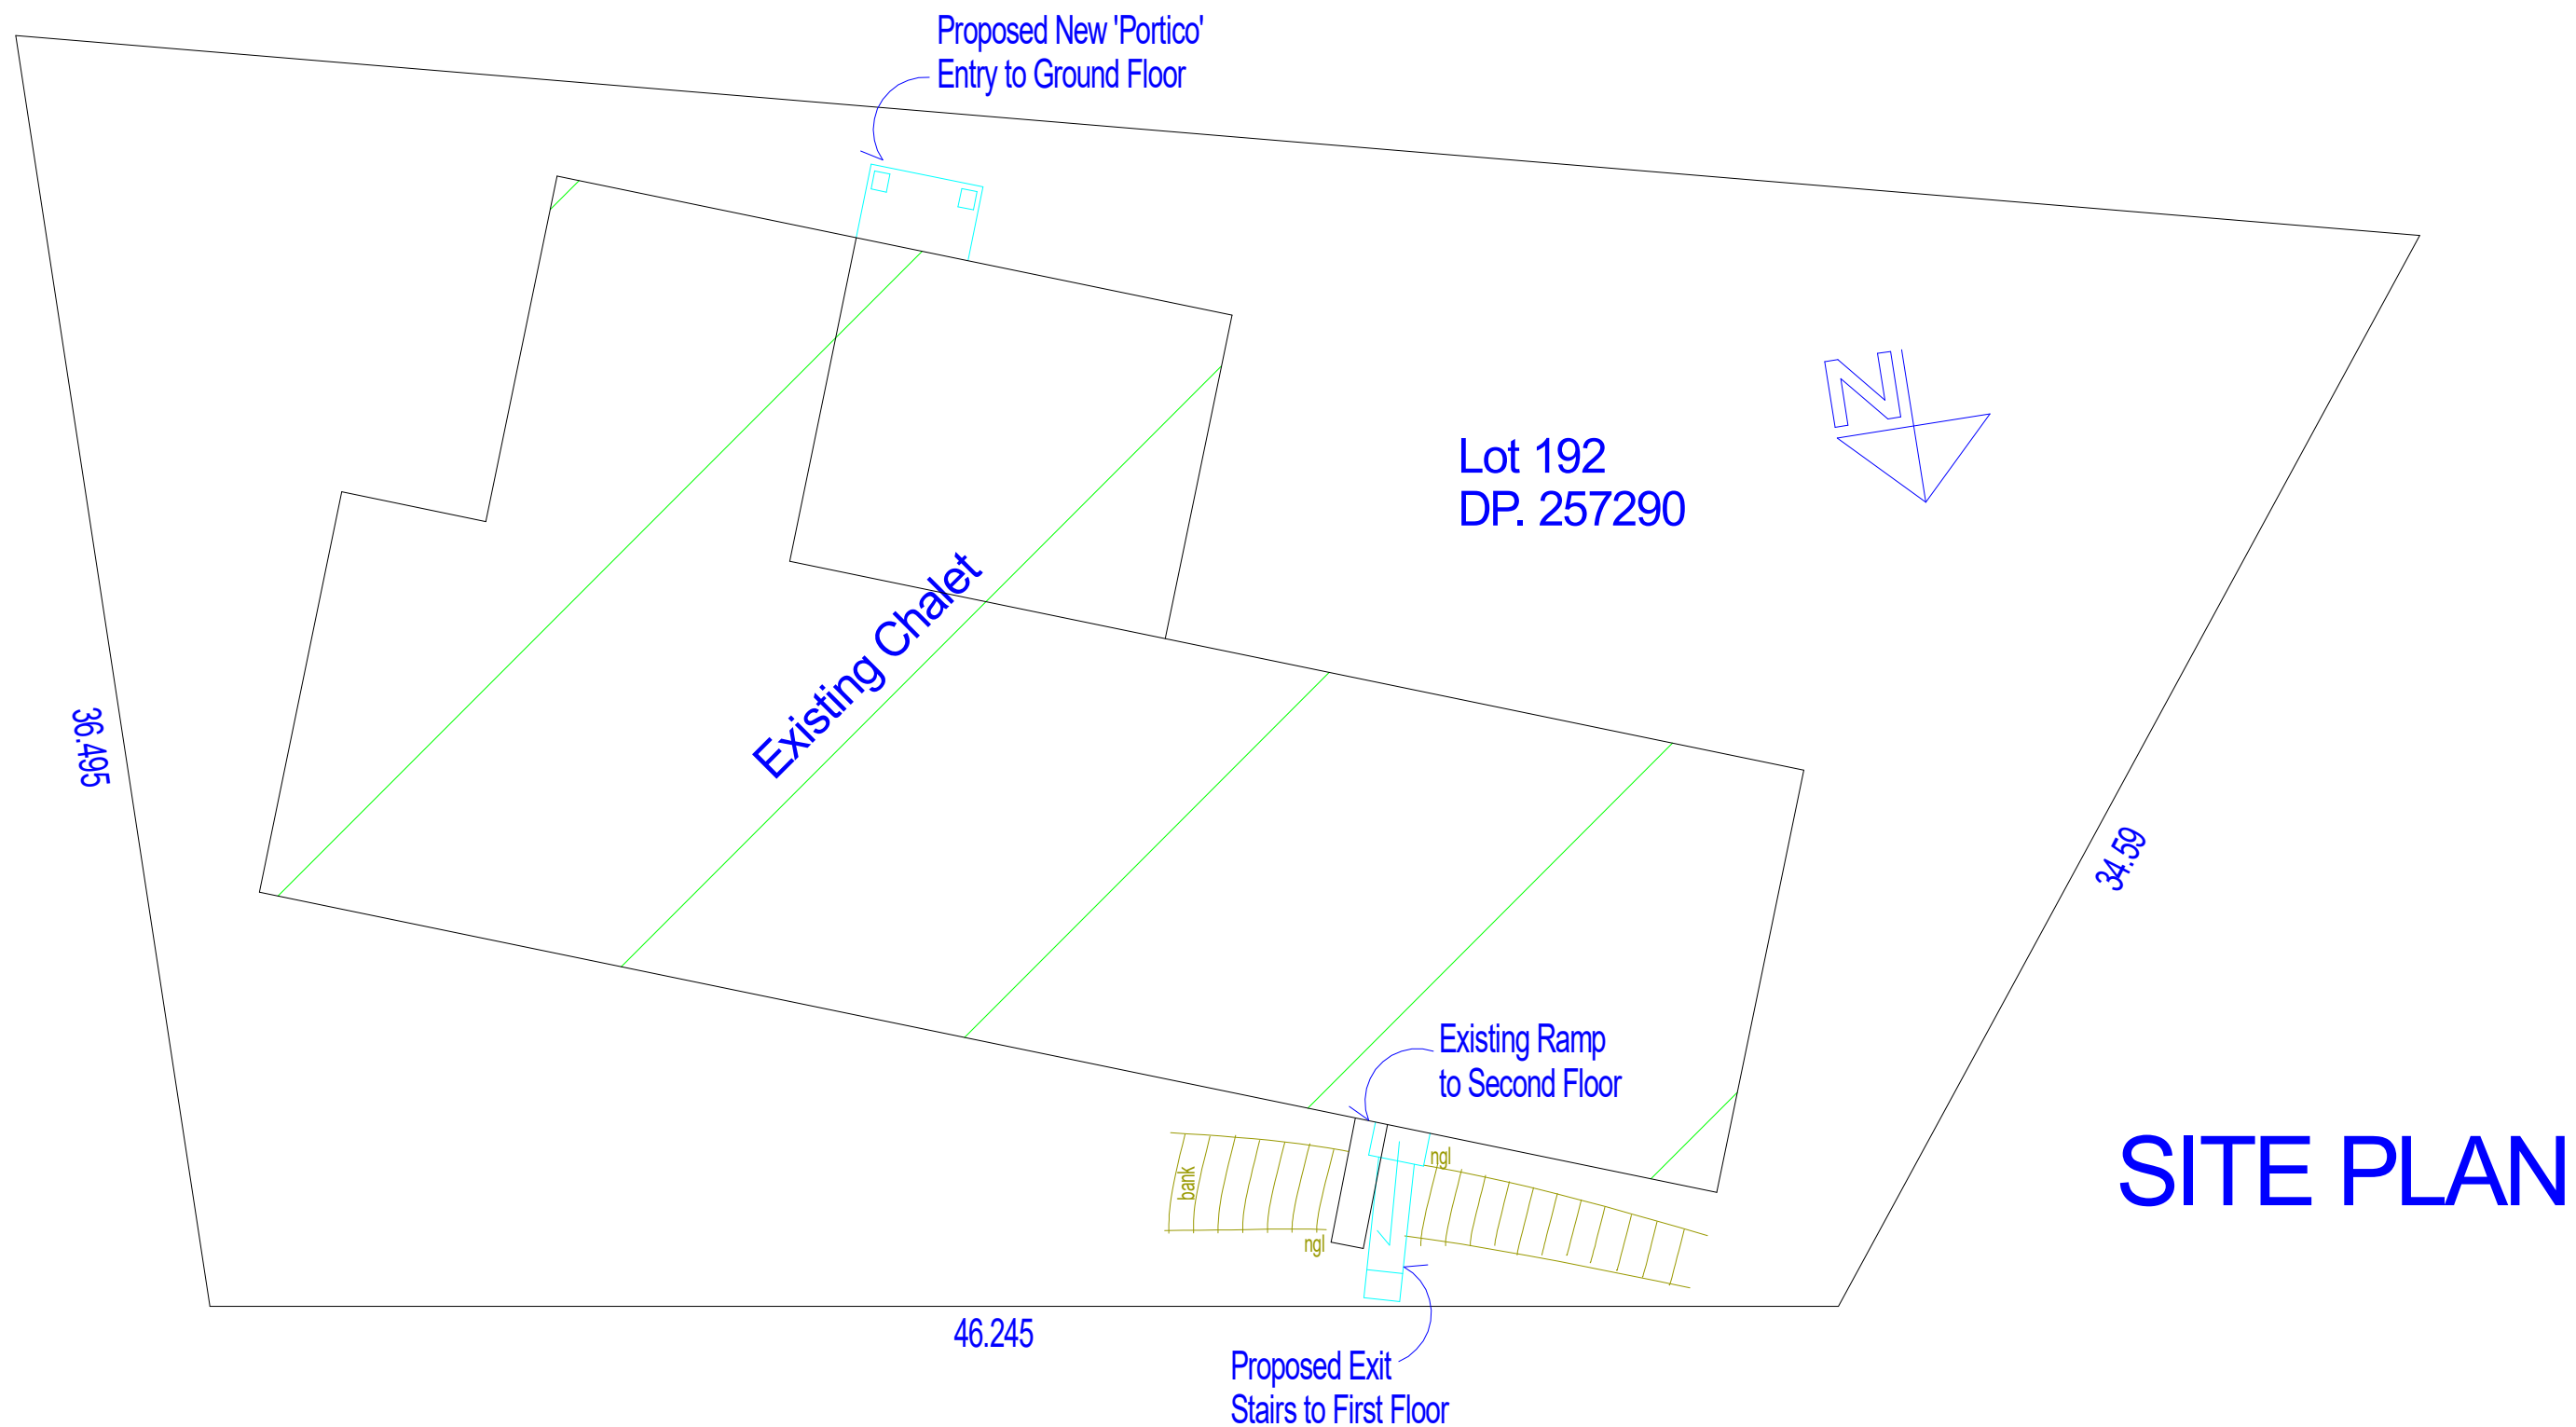 Proposed New 'Portico'
Entry to Ground Floor
N
Lot 192
DP. 257290
Existing Chalet
36.495
34.59
Existing Ramp
to Second Floor
SITE PLAN
bank
ngl
ngl
46.245
Proposed Exit
Stairs to First Floor